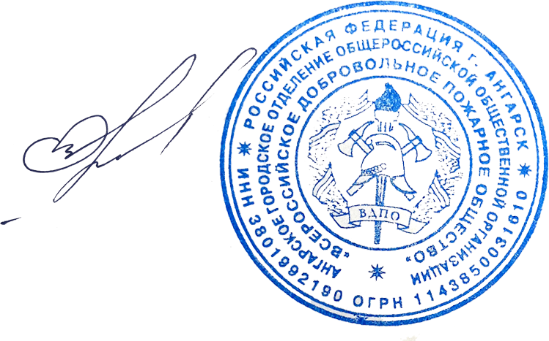 РОССИЙСКАЯ ФЕДЕРАЦИЯ г. АНГАРСК
ИНН 3801992190 ОГРН 1143850031610
АНГАРСКОЕ ГОРОДСКОЕ ОТДЕЛЕНИЕ ОБЩЕРОССИЙСКОЙ ОБЩЕСТВЕННОЙ ОРГАНИЗАЦИИ
"ВСЕРОССИЙСКОЕ ДОБРОВОЛЬНОЕ ПОЖАРНОЕ ОБЩЕСТВО"
ВДПО